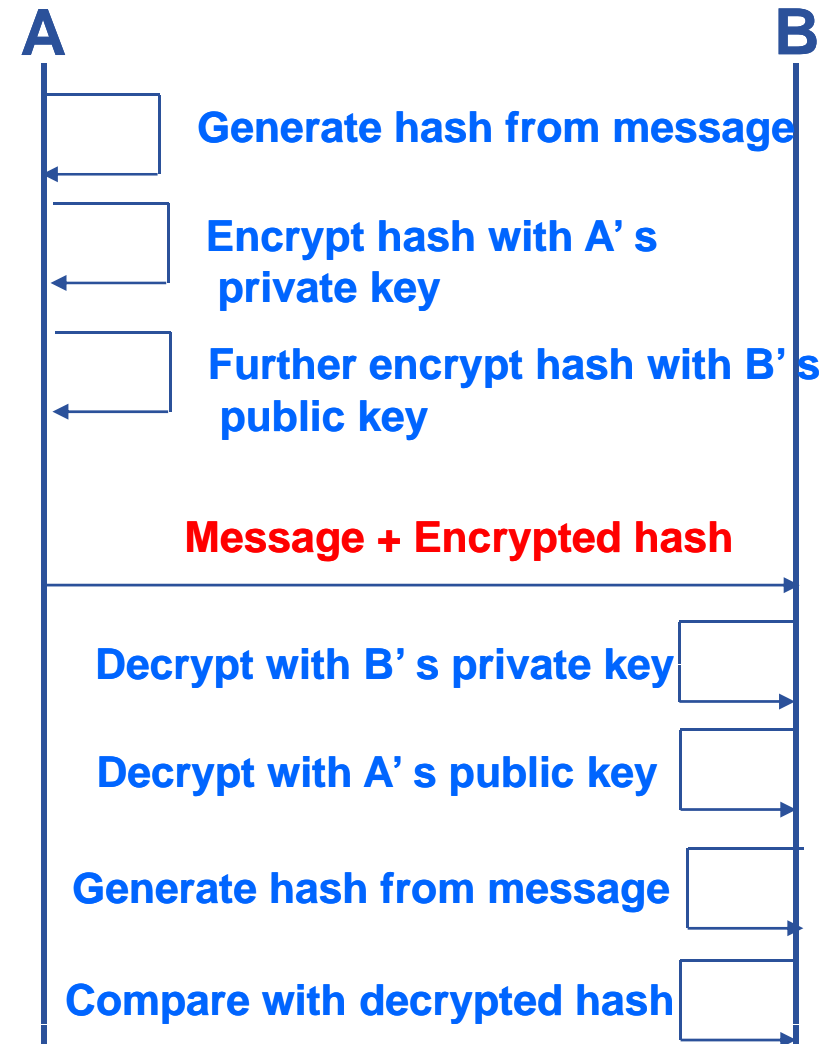 A
B
Generate hash from message
Encrypt hash with A’ s
private key
Further encrypt hash with B’ s
public key
Message + Encrypted hash
Decrypt with B’ s private key
Decrypt with A’ s public key
Generate hash from message
Compare with decrypted hash